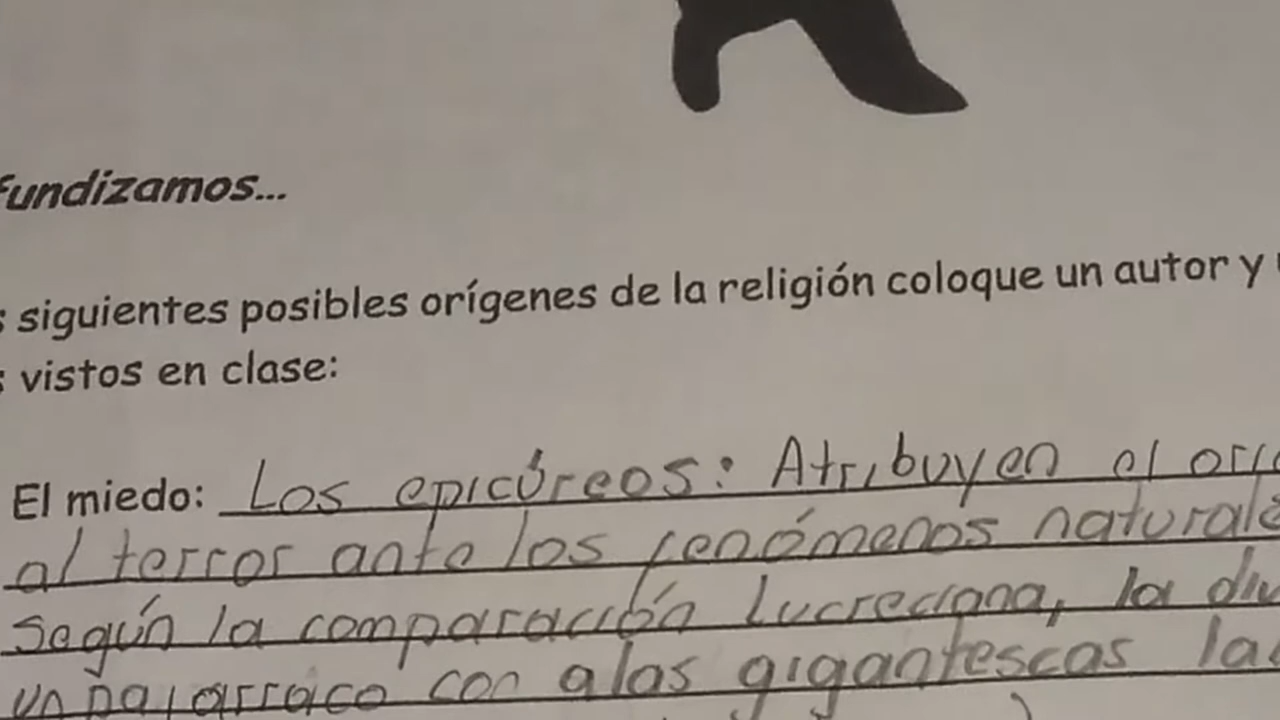 fundizamos...
siguientes posibles orígenes de la religión coloque un autor y
vistos en clase:
El miedo: Los epicúreos: Atribuyen el
al terror ante los fenómenos naturale
Según la comparación Lucreciana, la
un pajarraco con alas gigantescas la